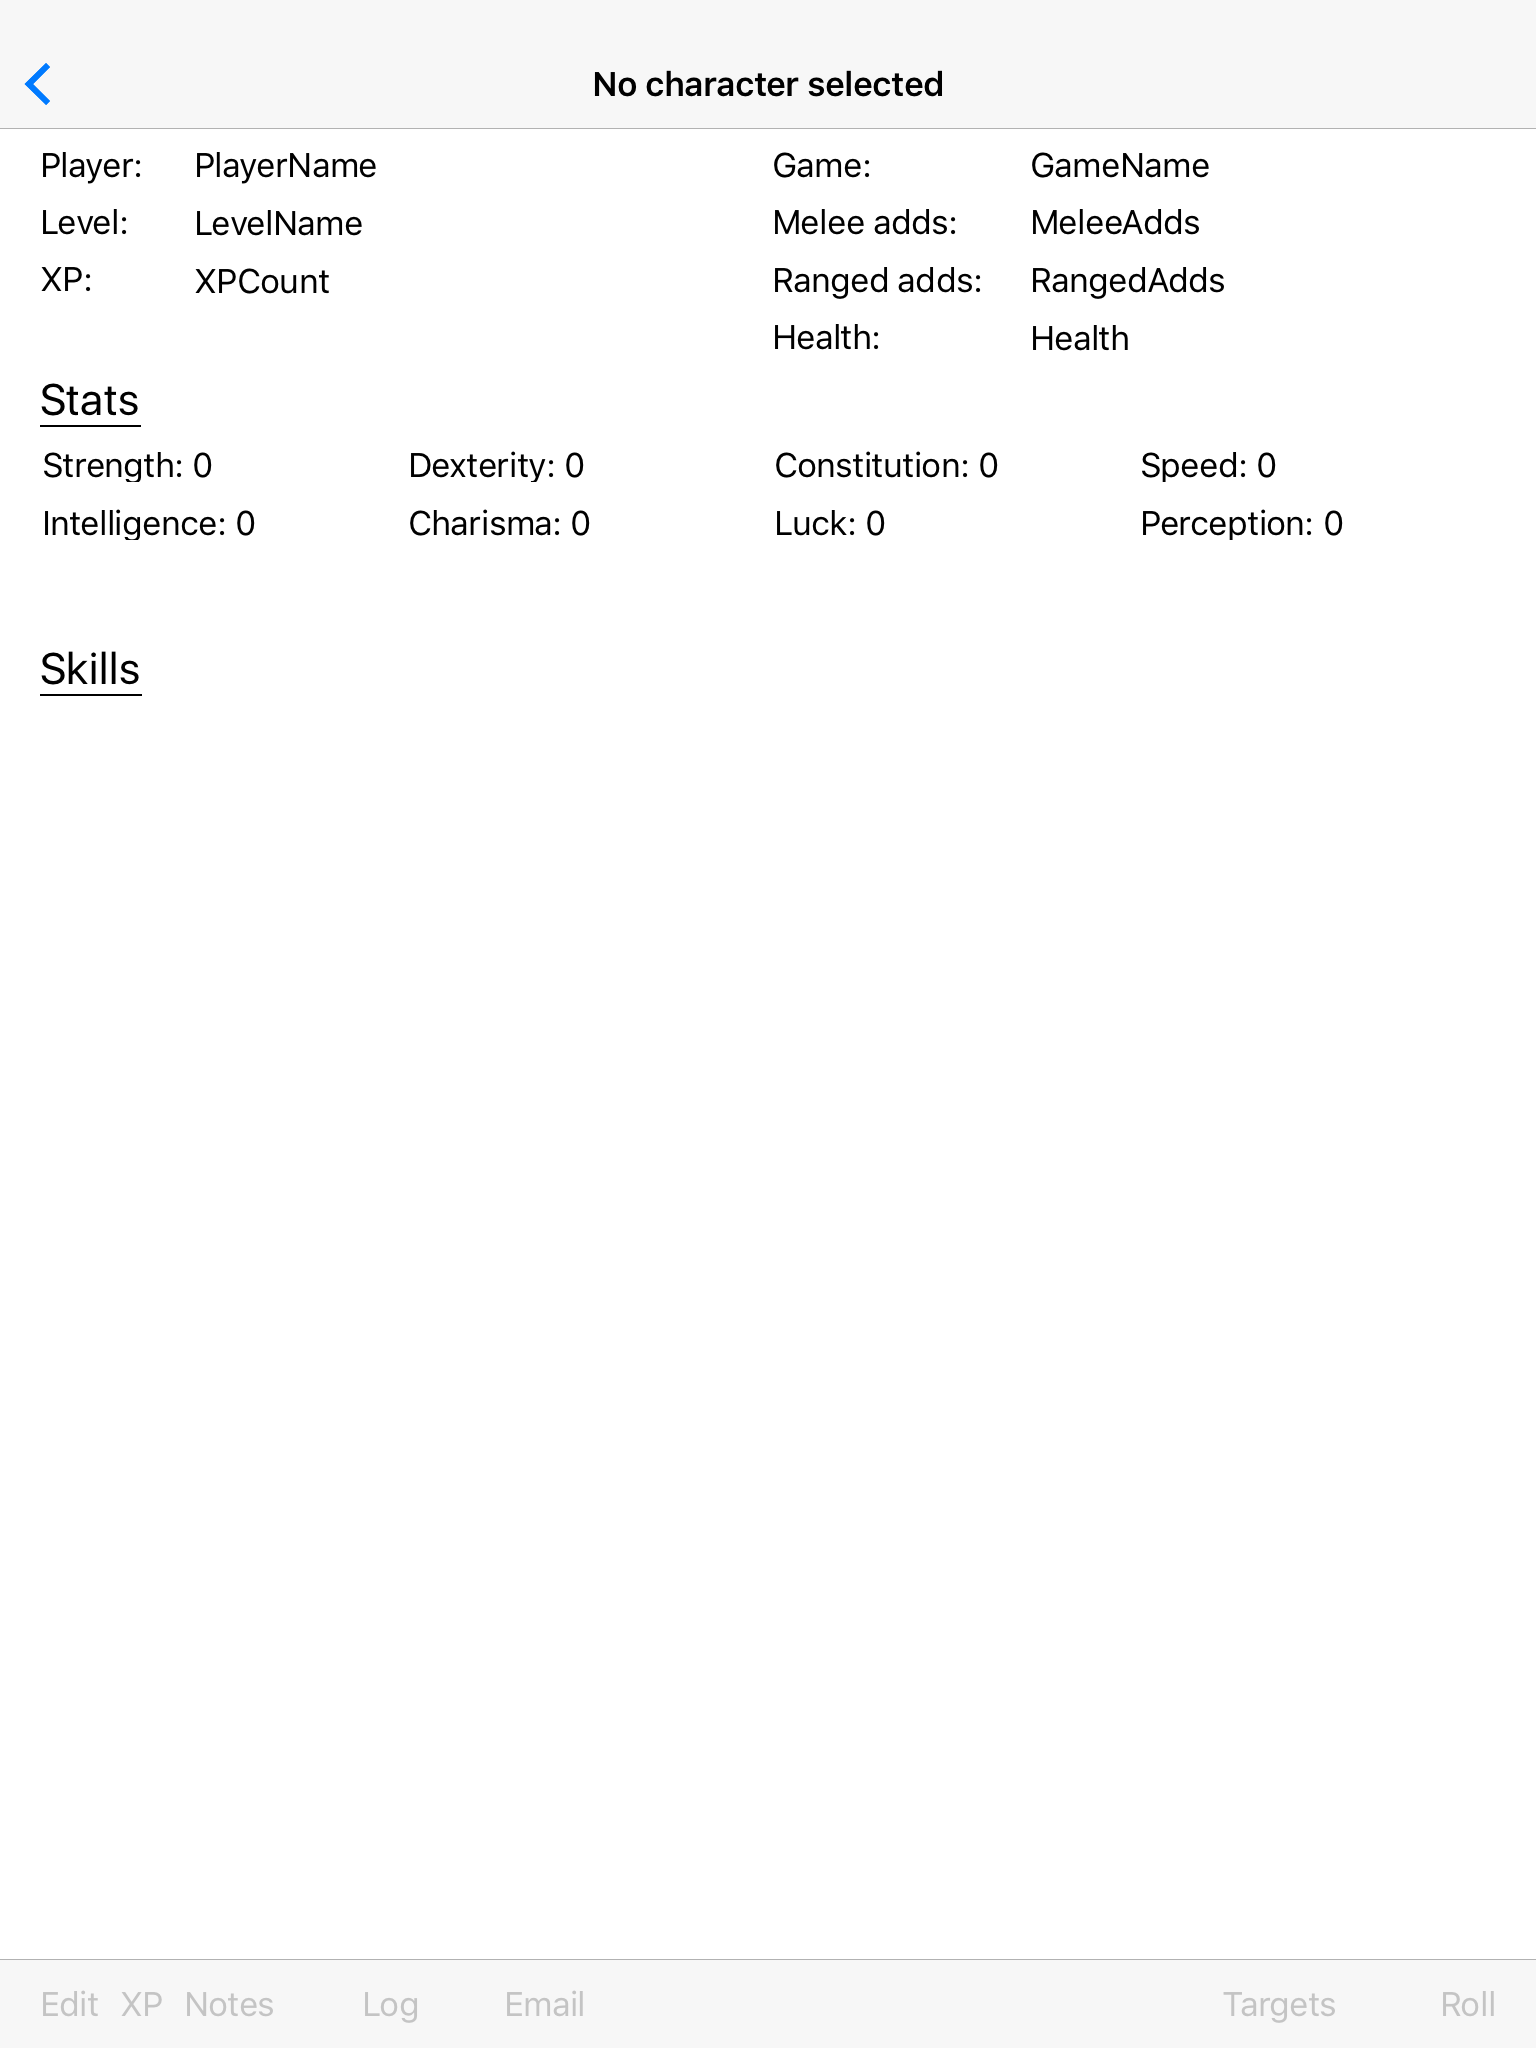 No character selected
Player: PlayerName Game: GameName
Level: LevelName Melee adds: MeleeAdds
XP: XPCount Ranged adds: RangedAdds
Health: Health
Stats
Strength: 0 Dexterity: 0 Constitution: 0 Speed: 0
Intelligence: 0 Charisma: 0 Luck: 0 Perception: 0
Skills
Edit XP Notes Log Email Targets Roll